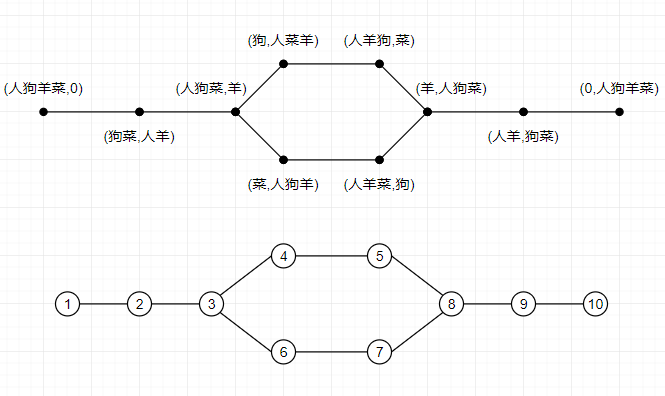 (狗,人菜羊)
(人羊狗,菜)
(人狗羊菜,0)
(人狗菜,羊)
(羊,人狗菜)
(0,人狗羊菜)
(狗菜,人羊)
(人羊,狗菜)
(菜,人狗羊)
(人羊菜,狗)
4
5
1
2
3
8
9
10
6
7